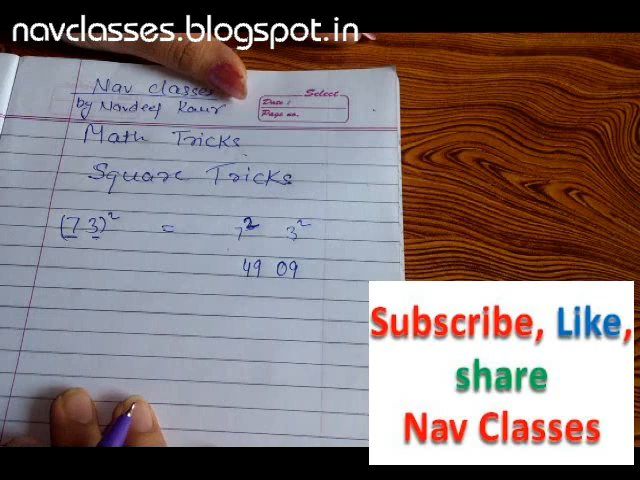 navclasses.blogspot.in
Nav classes
by Navdeep Kaur
Select
Date :
Page no.
Math Tricks
Square Tricks
(73)² = 7² 3²
49 09
Subscribe, Like,
share
Nav Classes